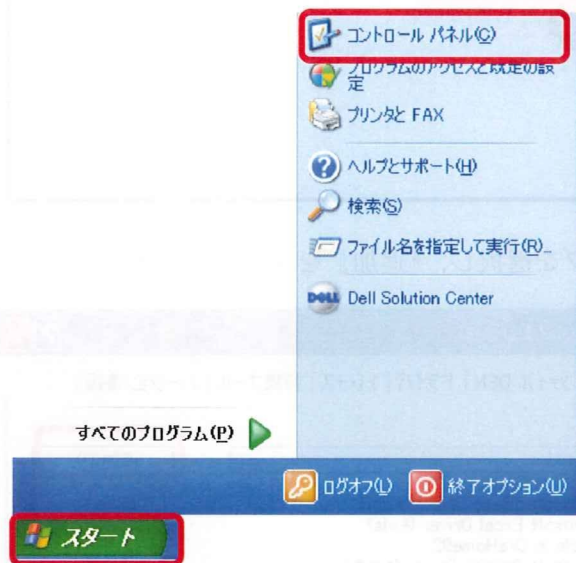 コントロール パネル(C)
プログラムのアクセスと既定の設
定
プリンタと FAX
ヘルプとサポート(H)
検索(S)
ファイル名を指定して実行(R)...
DELL Dell Solution Center
すべてのプログラム(P)
ログオフ(L) 終了オプション(U)
スタート